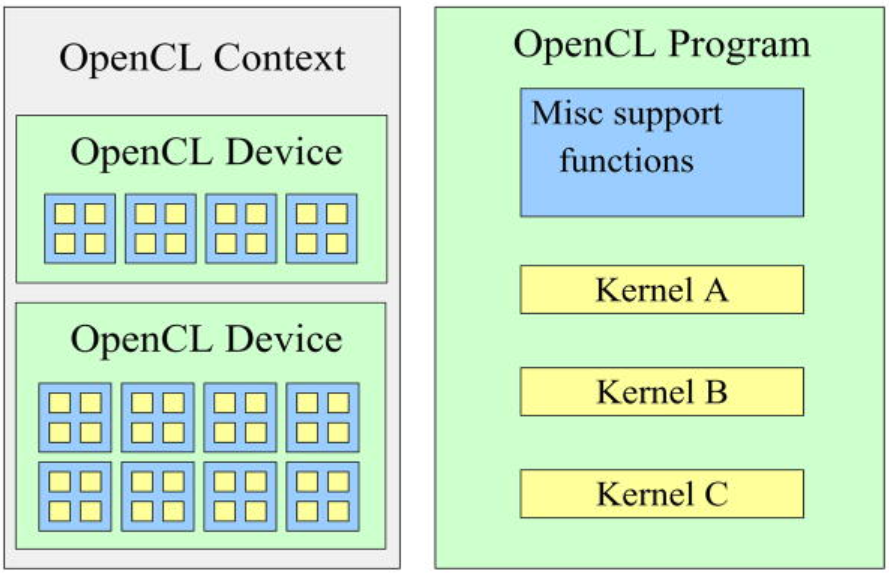 OpenCL Context
OpenCL Device
OpenCL Device
OpenCL Program
Misc support
functions
Kernel A
Kernel B
Kernel C